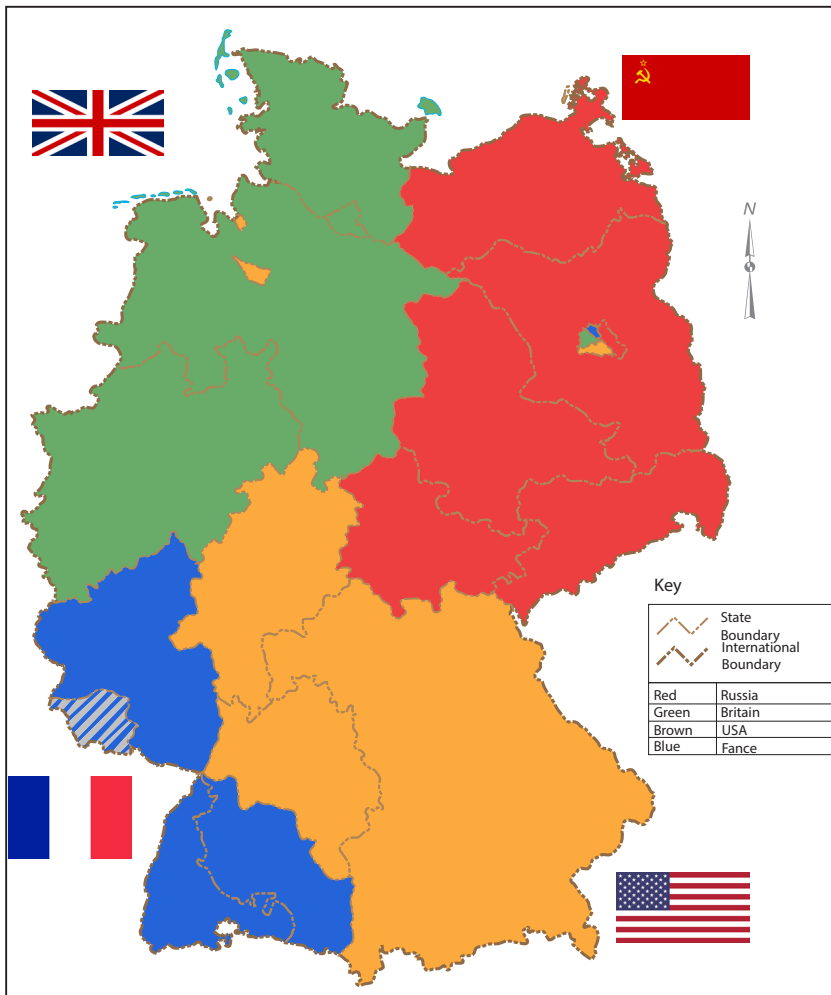 N
Key
State
Boundary
International
Boundary
Red Russia
Green Britain
Brown USA
Blue Fance